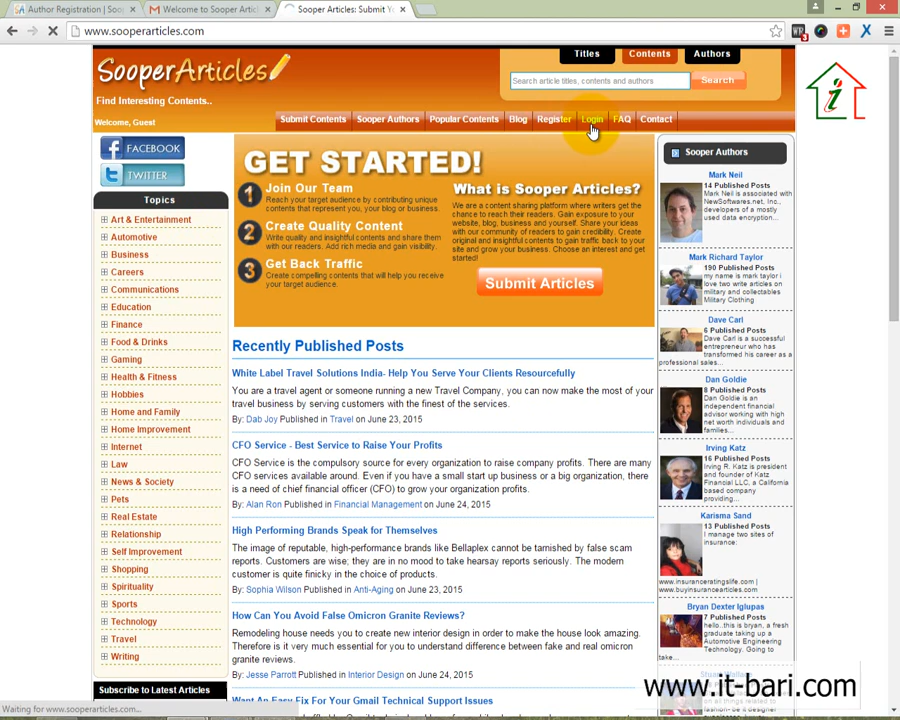 Author Registration | Soo
Welcome to Sooper Article
Sooper Articles: Submit Y
www.sooperarticles.com
SooperArticles
Find Interesting Contents..
Welcome, Guest
Titles
Contents
Authors
Search article titles, contents and authors
Search
Submit Contents
Sooper Authors
Popular Contents
Blog
Register
Login
FAQ
Contact
FACEBOOK
TWITTER
Topics
Art & Entertainment
Automotive
Business
Careers
Communications
Education
Finance
Food & Drinks
Gaming
Health & Fitness
Hobbies
Home and Family
Home Improvement
Internet
Law
News & Society
Pets
Real Estate
Relationship
Self Improvement
Shopping
Spirituality
Sports
Technology
Travel
Writing
Subscribe to Latest Articles
Waiting for www.sooperarticles.com...
GET STARTED!
1 Join Our Team
Reach your target audience by contributing unique
contents that represent you, your blog or business.
2 Create Quality Content
Write quality and insightful contents and share them
with our readers. Add rich media and gain visibility.
3 Get Back Traffic
Create compelling contents that will help you receive
your target audience.
What is Sooper Articles?
We are a content sharing platform where writers get the
chance to reach their readers. Gain exposure to your
website, blog, business and yourself. Share your ideas
with our community of readers to gain credibility. Create
original and insightful contents to gain traffic back to your
site and grow your business. Choose an interest and get
started!
Submit Articles
Recently Published Posts
White Label Travel Solutions India- Help You Serve Your Clients Resourcefully
You are a travel agent or someone running a new Travel Company, you can now make the most of your
travel business by serving customers with the finest of the services.
By: Dab Joy Published in Travel on June 23, 2015
CFO Service - Best Service to Raise Your Profits
CFO Service is the compulsory source for every organization to raise company profits. There are many
CFO services available around. Even if you have a small start up business or a big organization, there
is a need of chief financial officer (CFO) to grow your organization profits.
By: Alan Ron Published in Financial Management on June 24, 2015
High Performing Brands Speak for Themselves
The image of reputable, high-performance brands like Bellaplex cannot be tarnished by false scam
reports. Customers are wise; they are in no mood to take hearsay reports seriously. The modern
customer is quite finicky in the choice of products.
By: Sophia Wilson Published in Anti-Aging on June 23, 2015
How Can You Avoid False Omicron Granite Reviews?
Remodeling house needs you to create new interior design in order to make the house look amazing.
Therefore it is very much essential for you to understand difference between fake and real omicron
granite reviews.
By: Jesse Parrott Published in Interior Design on June 24, 2015
Want An Easy Fix For Your Gmail Technical Support Issues
Sooper Authors
Mark Neil
14 Published Posts
Mark Neil is associated with
NewSoftwares.net, Inc.,
developers of a mostly
used data encryption...
Mark Richard Taylor
190 Published Posts
my name is mark taylor i
love two write articles on
military and collectables
Military Clothing
Dave Carl
6 Published Posts
Dave Carl is a successful
entrepreneur who has
transformed his career as a
professional sales...
Dan Goldie
8 Published Posts
Dan Goldie is an
independent financial
advisor working with high
net worth individuals and
families...
Irving Katz
16 Published Posts
Irving R. Katz is president
and founder of Katz
Financial LLC, a California
based company
providing...
Karisma Sand
13 Published Posts
I manage two sites of
insurance:
www.insuranceratingslife.com |
www.buyinsurancearticles.com
Bryan Dexter Iglupas
7 Published Posts
hello..this is bryan, a fresh
graduate taking up a
Automotive Engineering
Technology. Going to
take...
www.it-bari.com